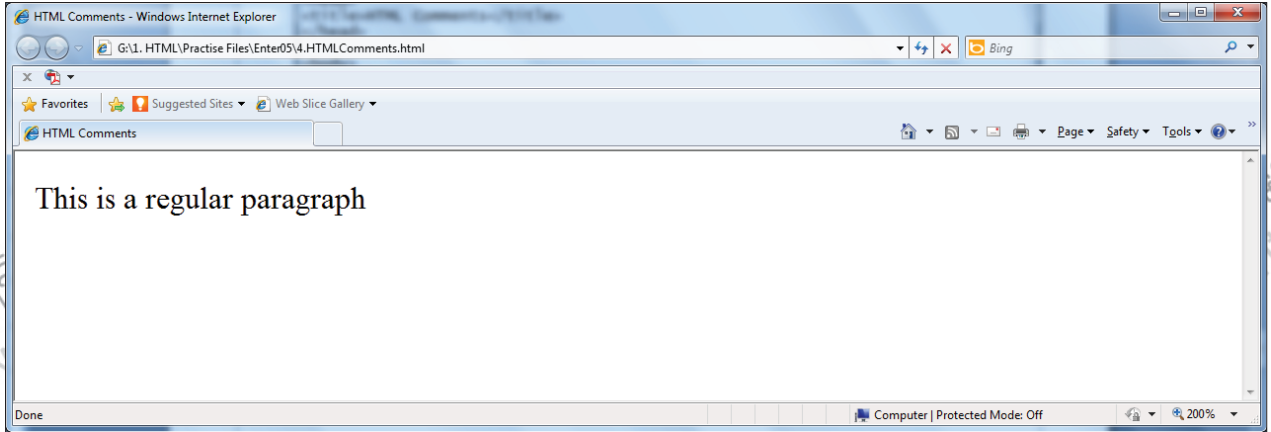 HTML Comments - Windows Internet Explorer
G:\1. HTML\Practise Files\Enter05\4.HTMLComments.html Bing
x
Favorites Suggested Sites Web Slice Gallery
HTML Comments Page Safety Tools »
This is a regular paragraph
Done Computer | Protected Mode: Off 200%